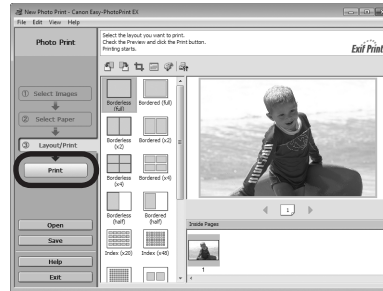 New Photo Print - Canon Easy-PhotoPrint EX
File Edit View Help
Photo Print
Select the layout you want to print.
Check the Preview and click the Print button.
Printing starts.
Exif Print
① Select Images
② Select Paper
③ Layout/Print
Print
Open
Save
Help
Exit
Borderless (full)
Bordered (full)
Borderless (x2)
Bordered (x2)
Borderless (x4)
Bordered (x4)
Borderless (half)
Bordered (half)
Index (x20)
Index (x48)
1
Inside Pages
1